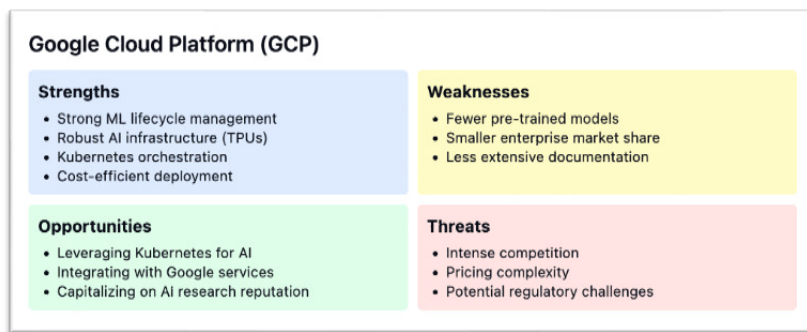 Google Cloud Platform (GCP)
Strengths
• Strong ML lifecycle management
• Robust AI infrastructure (TPUs)
• Kubernetes orchestration
• Cost-efficient deployment
Weaknesses
• Fewer pre-trained models
• Smaller enterprise market share
• Less extensive documentation
Opportunities
• Leveraging Kubernetes for AI
• Integrating with Google services
• Capitalizing on AI research reputation
Threats
• Intense competition
• Pricing complexity
• Potential regulatory challenges